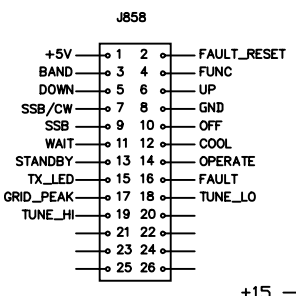 J858
+5V 1 2 FAULT_RESET
BAND 3 4 FUNC
DOWN 5 6 UP
SSB/CW 7 8 GND
SSB 9 10 OFF
WAIT 11 12 COOL
STANDBY 13 14 OPERATE
TX_LED 15 16 FAULT
GRID_PEAK 17 18 TUNE_LO
TUNE_HI 19 20
21 22
23 24
25 26
+15